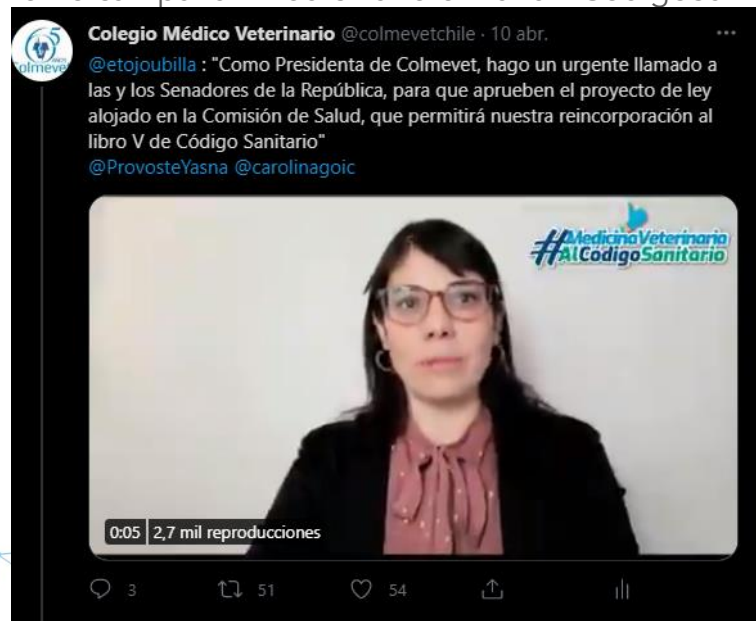 Colegio Médico Veterinario @colmevetchile · 10 abr.
@etojoubilla : "Como Presidenta de Colmevet, hago un urgente llamado a
las y los Senadores de la República, para que aprueben el proyecto de ley
alojado en la Comisión de Salud, que permitirá nuestra reincorporación al
libro V de Código Sanitario"
@ProvosteYasna @carolinagoic
#MedicinaVeterinaria
AlCódigoSanitario
0:05 2,7 mil reproducciones
3 51 54